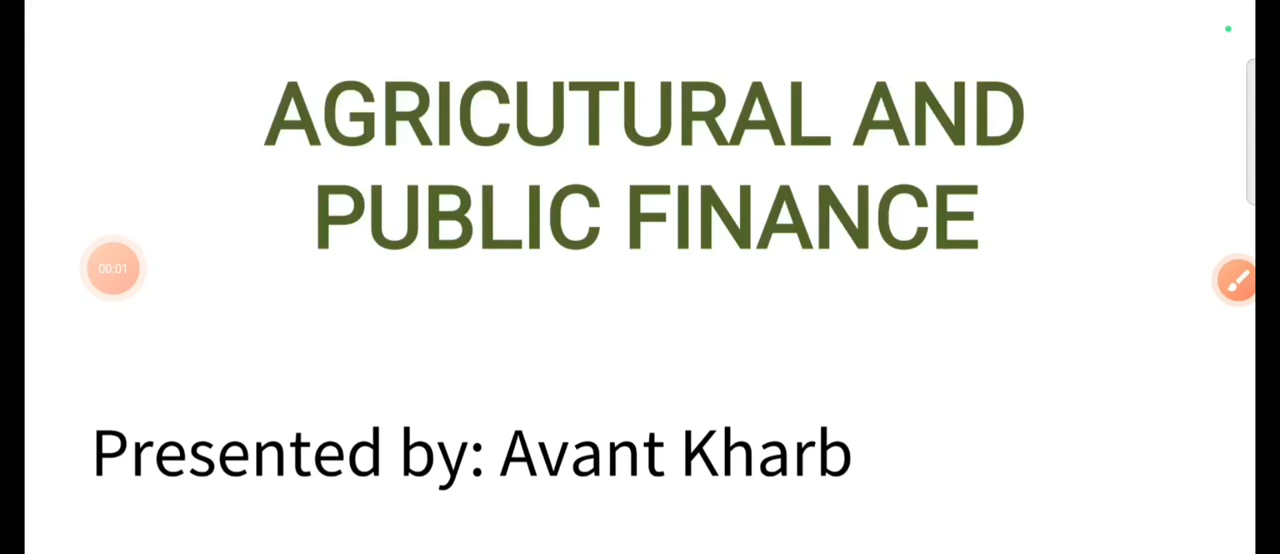 AGRICUTURAL AND
PUBLIC FINANCE
00:01
Presented by: Avant Kharb